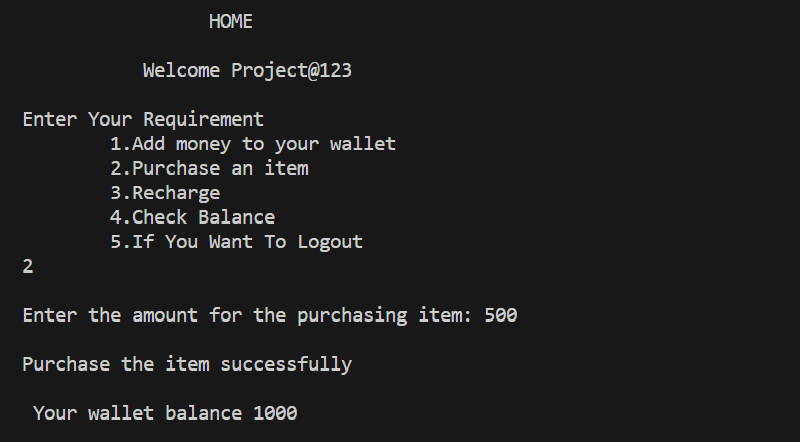 HOME
Welcome Project@123
Enter Your Requirement
1.Add money to your wallet
2.Purchase an item
3.Recharge
4.Check Balance
5.If You Want To Logout
2
Enter the amount for the purchasing item: 500
Purchase the item successfully
Your wallet balance 1000